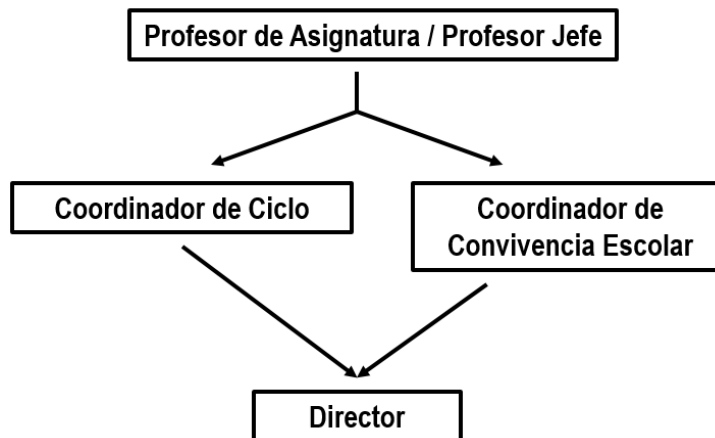 Profesor de Asignatura / Profesor Jefe
Coordinador de Ciclo
Coordinador de
Convivencia Escolar
Director